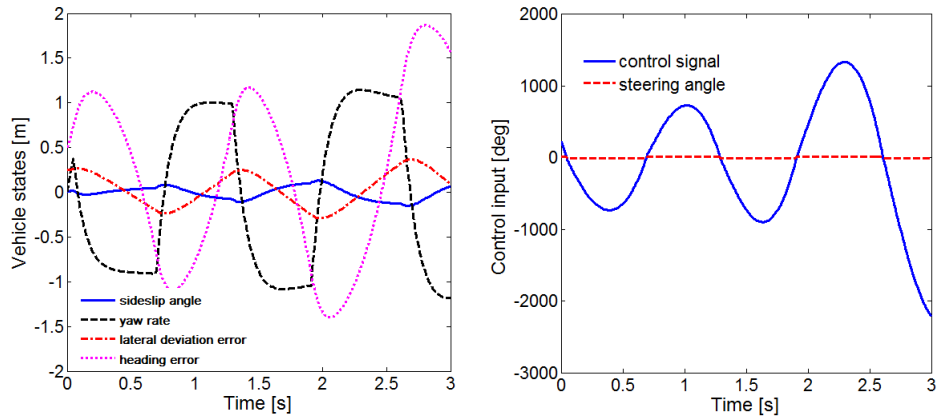 2
1.5
1
0.5
0
-0.5
-1
-1.5
-2
Vehicle states [m]
sideslip angle
yaw rate
lateral deviation error
heading error
0 0.5 1 1.5 2 2.5 3
Time [s]
2000
1000
0
-1000
-2000
-3000
Control input [deg]
control signal
steering angle
0 0.5 1 1.5 2 2.5 3
Time [s]